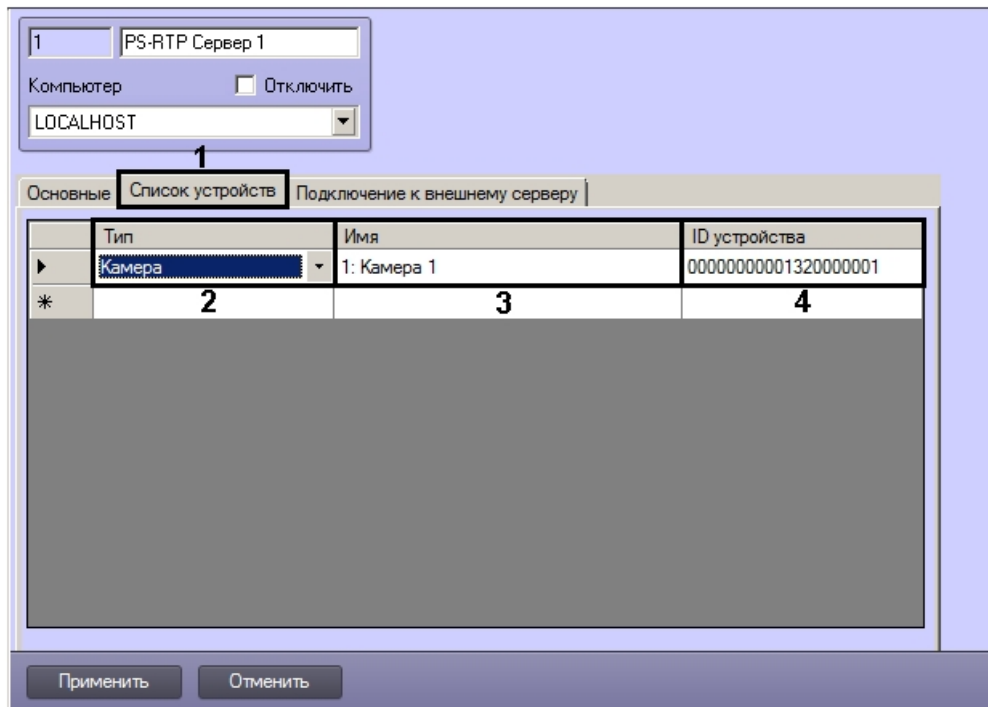 1 PS-RTP Сервер 1
Компьютер Отключить
LOCALHOST
1
Основные Список устройств Подключение к внешнему серверу
Тип Имя ID устройства
Камера 1: Камера 1 00000000001320000001
2 3 4
Применить Отменить